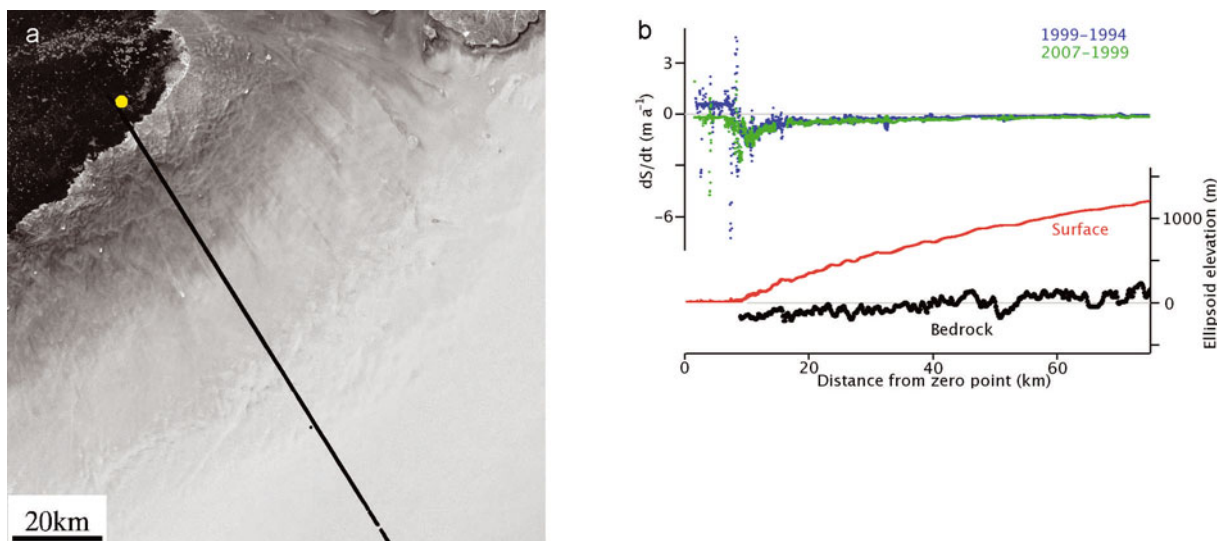 a
20km
b
1999–1994
2007–1999
3
0
-3
-6
dS/dt (m a⁻¹)
Surface
Bedrock
1000
0
Ellipsoid elevation (m)
0
20
40
60
Distance from zero point (km)